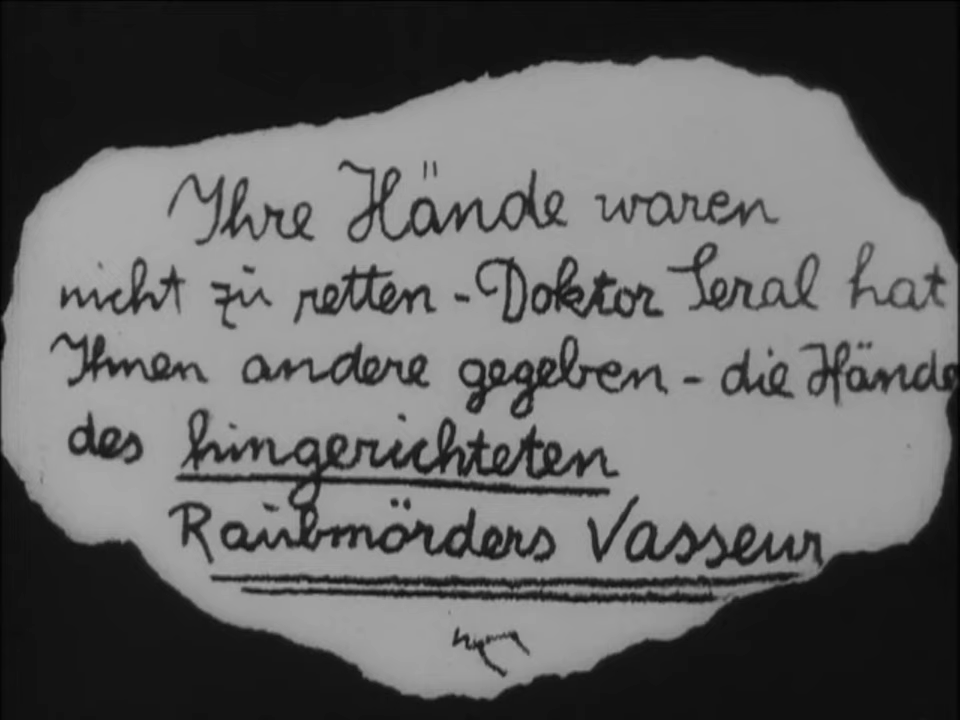 Ihre Hände waren
nicht zu retten - Doktor Seral hat
Ihnen andere gegeben - die Hände
des hingerichteten
Raubmörders Vasseur